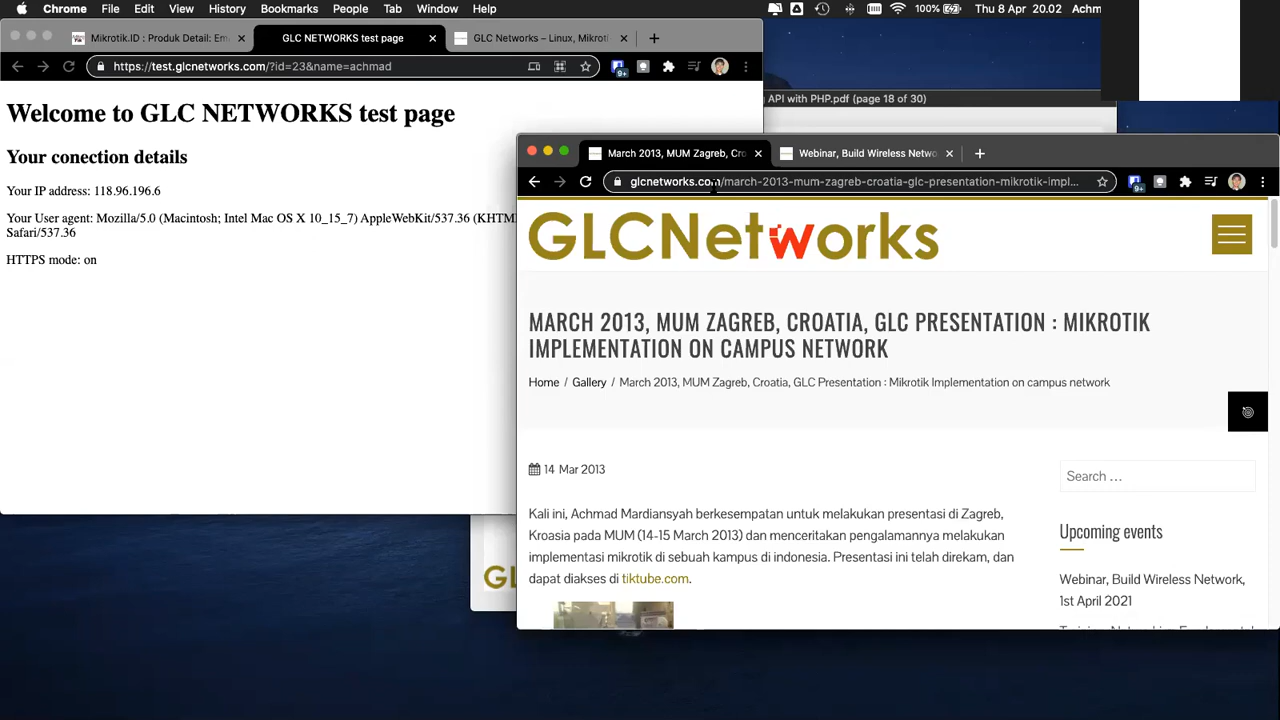 Chrome File Edit View History Bookmarks People Tab Window Help
100% Thu 8 Apr 20.02 Achm
Mikrotik.ID : Produk Detail: Em
GLC NETWORKS test page
GLC Networks – Linux, Mikroti
https://test.glcnetworks.com/?id=23&name=achmad
9+
Welcome to GLC NETWORKS test page
Your conection details
Your IP address: 118.96.196.6
Your User agent: Mozilla/5.0 (Macintosh; Intel Mac OS X 10_15_7) AppleWebKit/537.36 (KHTM
Safari/537.36
HTTPS mode: on
API with PHP.pdf (page 18 of 30)
March 2013, MUM Zagreb, Cro
Webinar, Build Wireless Netwo
glcnetworks.com/march-2013-mum-zagreb-croatia-glc-presentation-mikrotik-impl...
9+
GLCNetworks
MARCH 2013, MUM ZAGREB, CROATIA, GLC PRESENTATION : MIKROTIK
IMPLEMENTATION ON CAMPUS NETWORK
Home / Gallery / March 2013, MUM Zagreb, Croatia, GLC Presentation : Mikrotik Implementation on campus network
14 Mar 2013
Kali ini, Achmad Mardiansyah berkesempatan untuk melakukan presentasi di Zagreb,
Kroasia pada MUM (14-15 March 2013) dan menceritakan pengalamannya melakukan
implementasi mikrotik di sebuah kampus di indonesia. Presentasi ini telah direkam, dan
dapat diakses di tiktube.com.
Search …
Upcoming events
Webinar, Build Wireless Network,
1st April 2021
GL